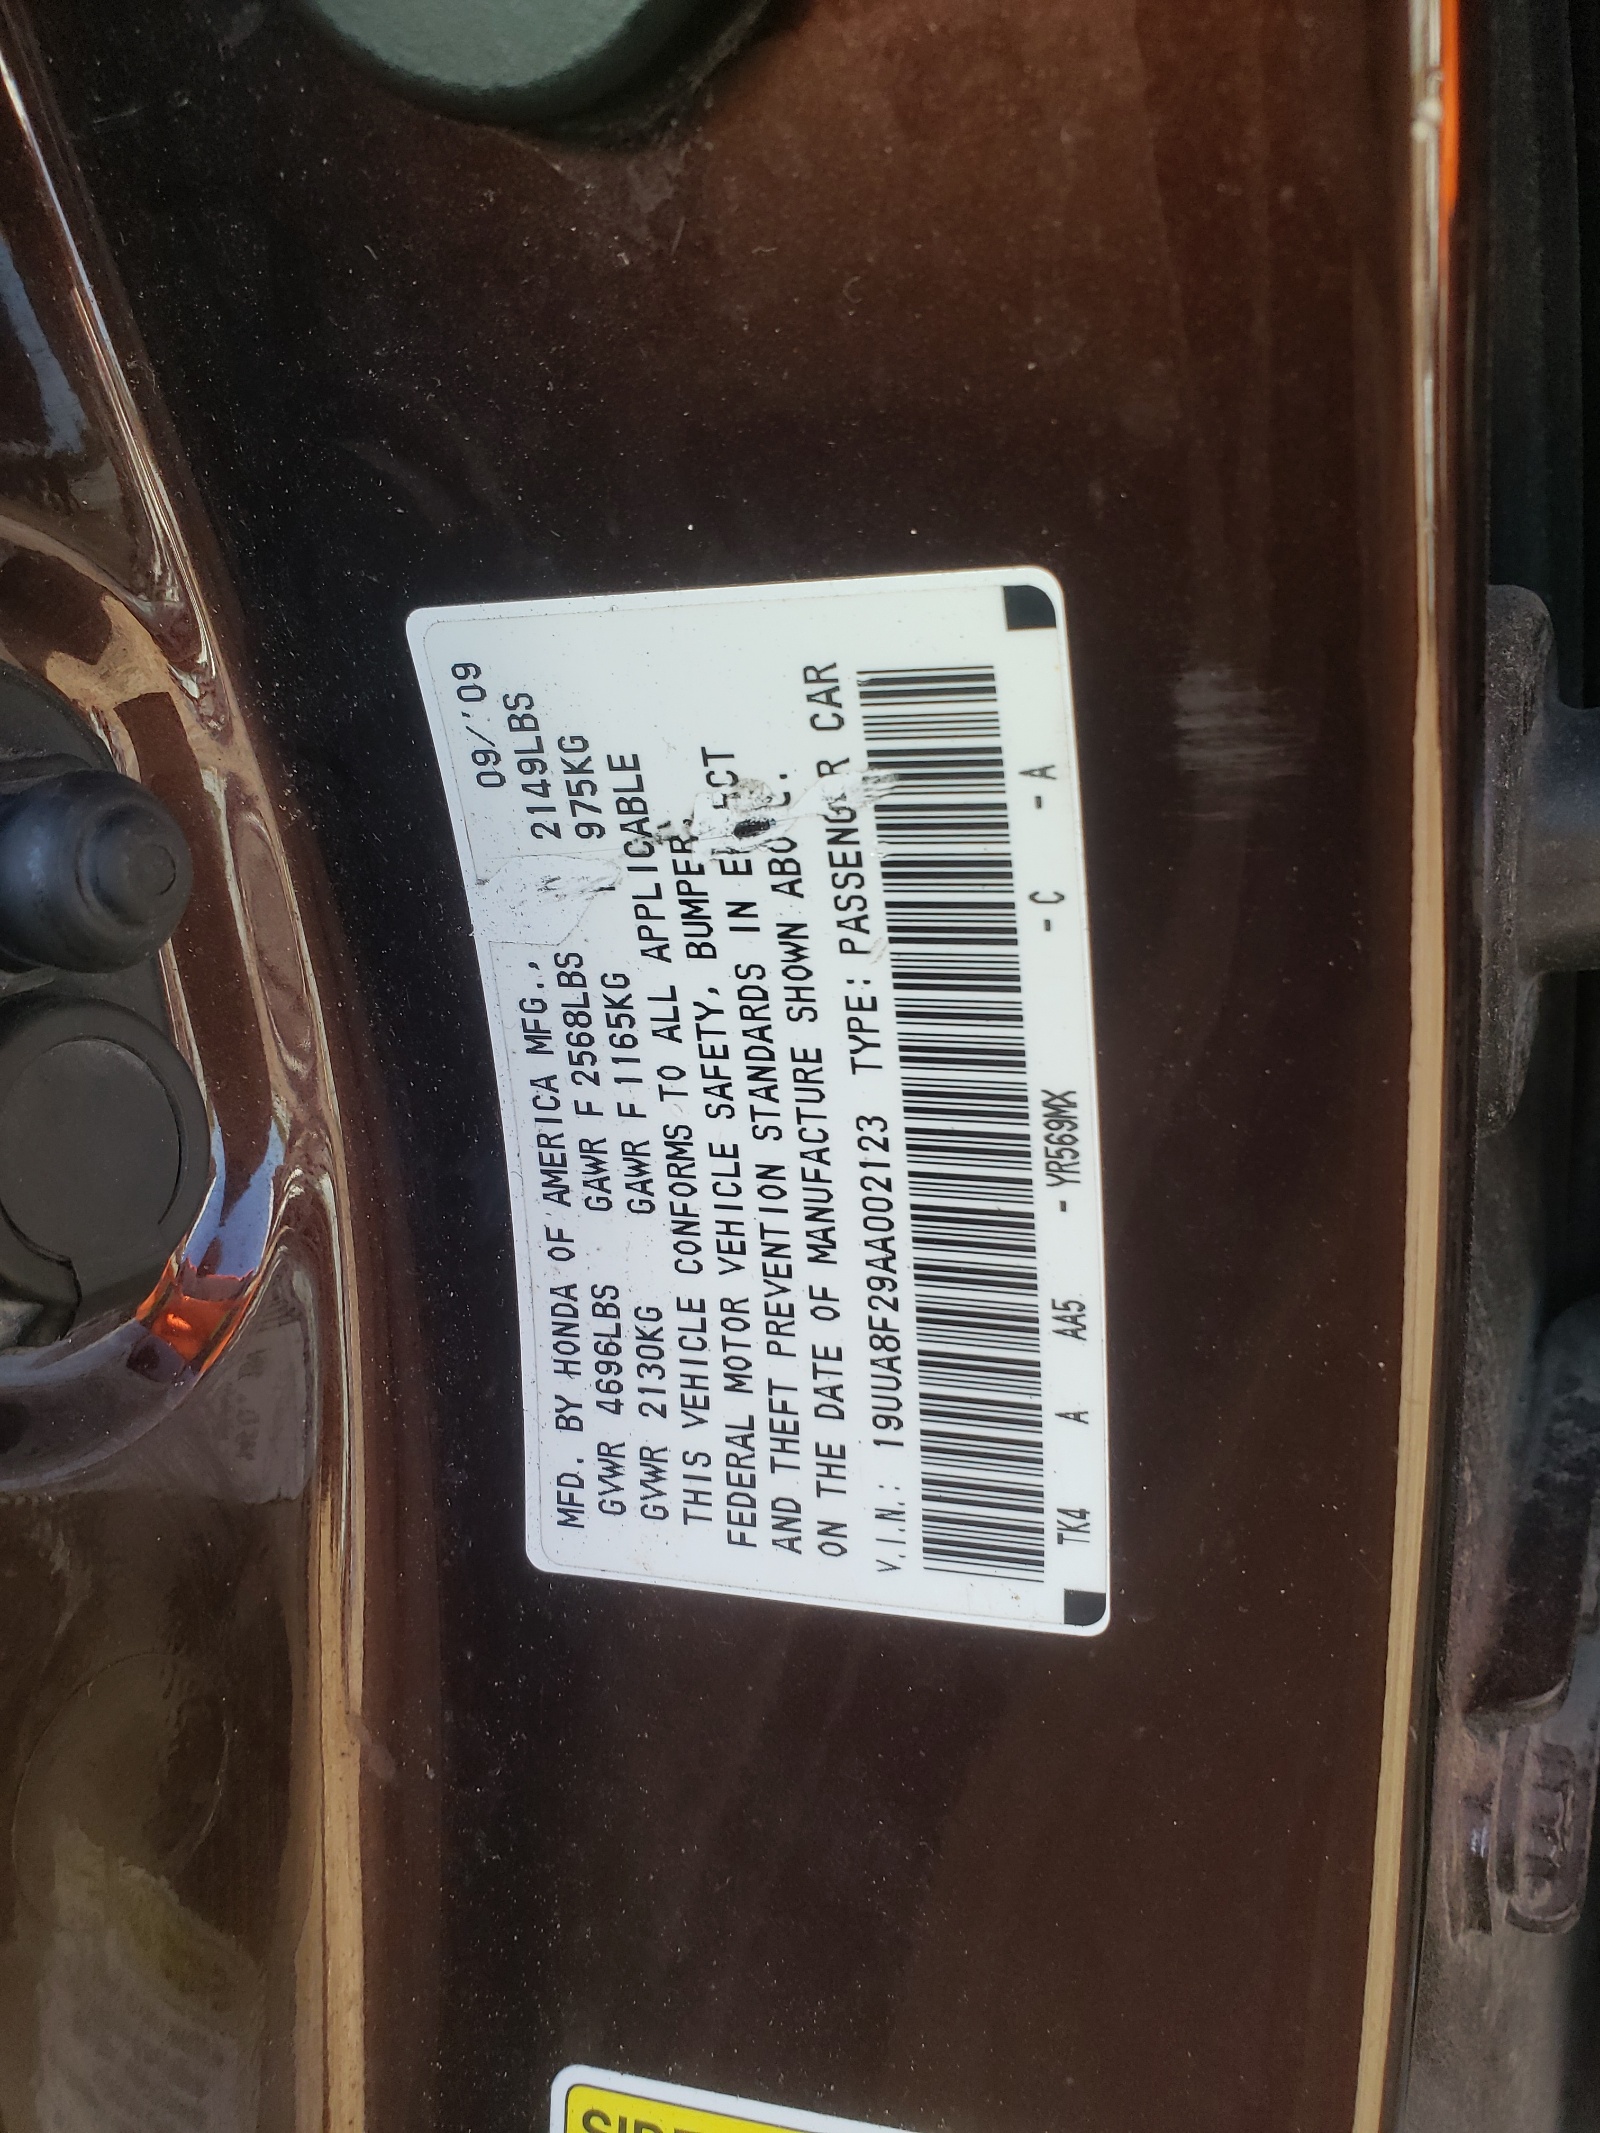 MFD. BY HONDA OF AMERICA MFG., 09/'09
GVWR 4696LBS GAWR F 2568LBS 2149LBS
GVWR 2130KG GAWR F 1165KG 975KG
THIS VEHICLE CONFORMS TO ALL APPLICABLE
FEDERAL MOTOR VEHICLE SAFETY, BUMPER,
AND THEFT PREVENTION STANDARDS IN
ON THE DATE OF MANUFACTURE SHOWN
V.I.N.: 19UUA8F29AA002123 TYPE: PASSENGER CAR
TK4 A AA5 - YR569MX - C - A